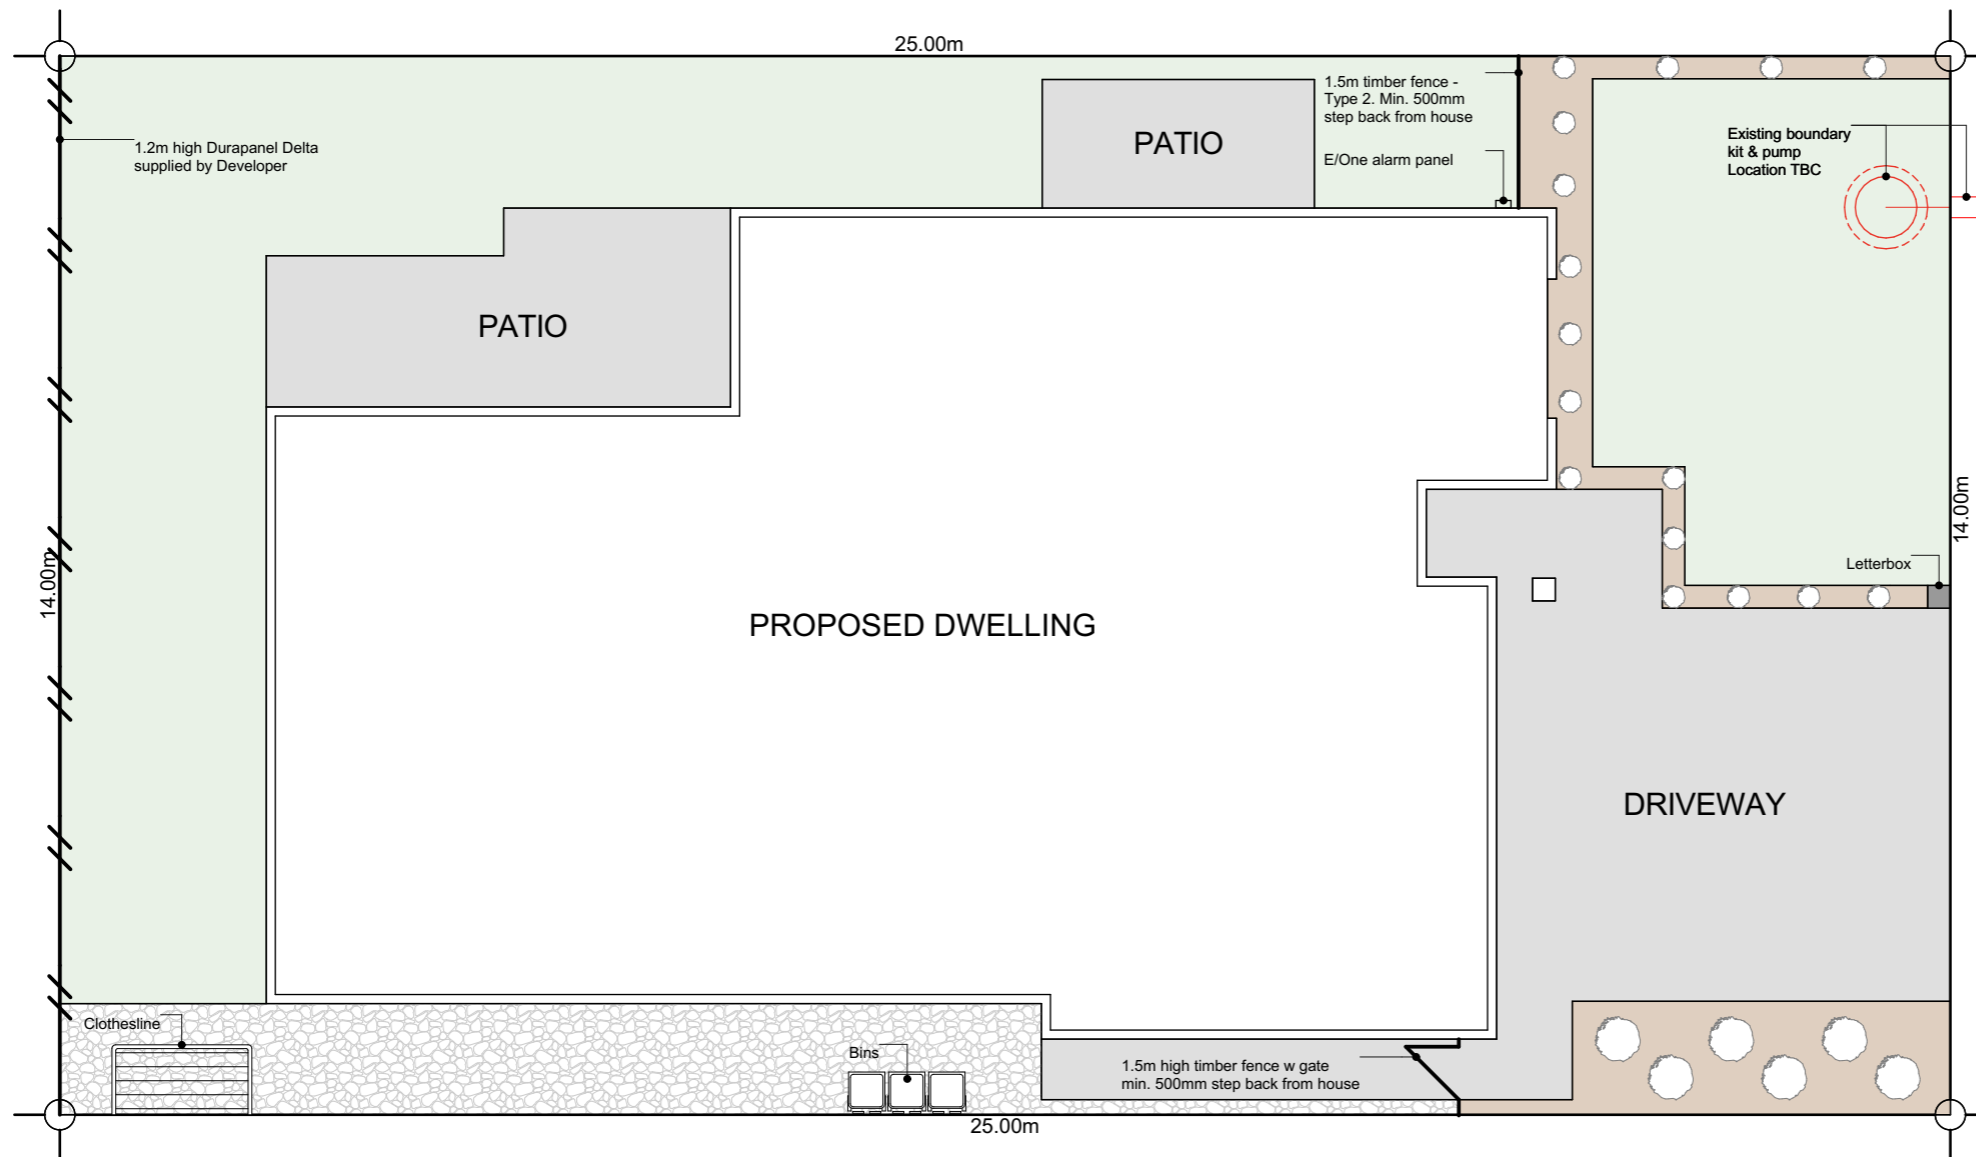 25.00m
1.5m timber fence -
Type 2. Min. 500mm
step back from house
E/One alarm panel
PATIO
1.2m high Durapanel Delta
supplied by Developer
Existing boundary
kit & pump
Location TBC
PATIO
14.00m
14.00m
Letterbox
PROPOSED DWELLING
DRIVEWAY
Clothesline
Bins
1.5m high timber fence w gate
min. 500mm step back from house
25.00m